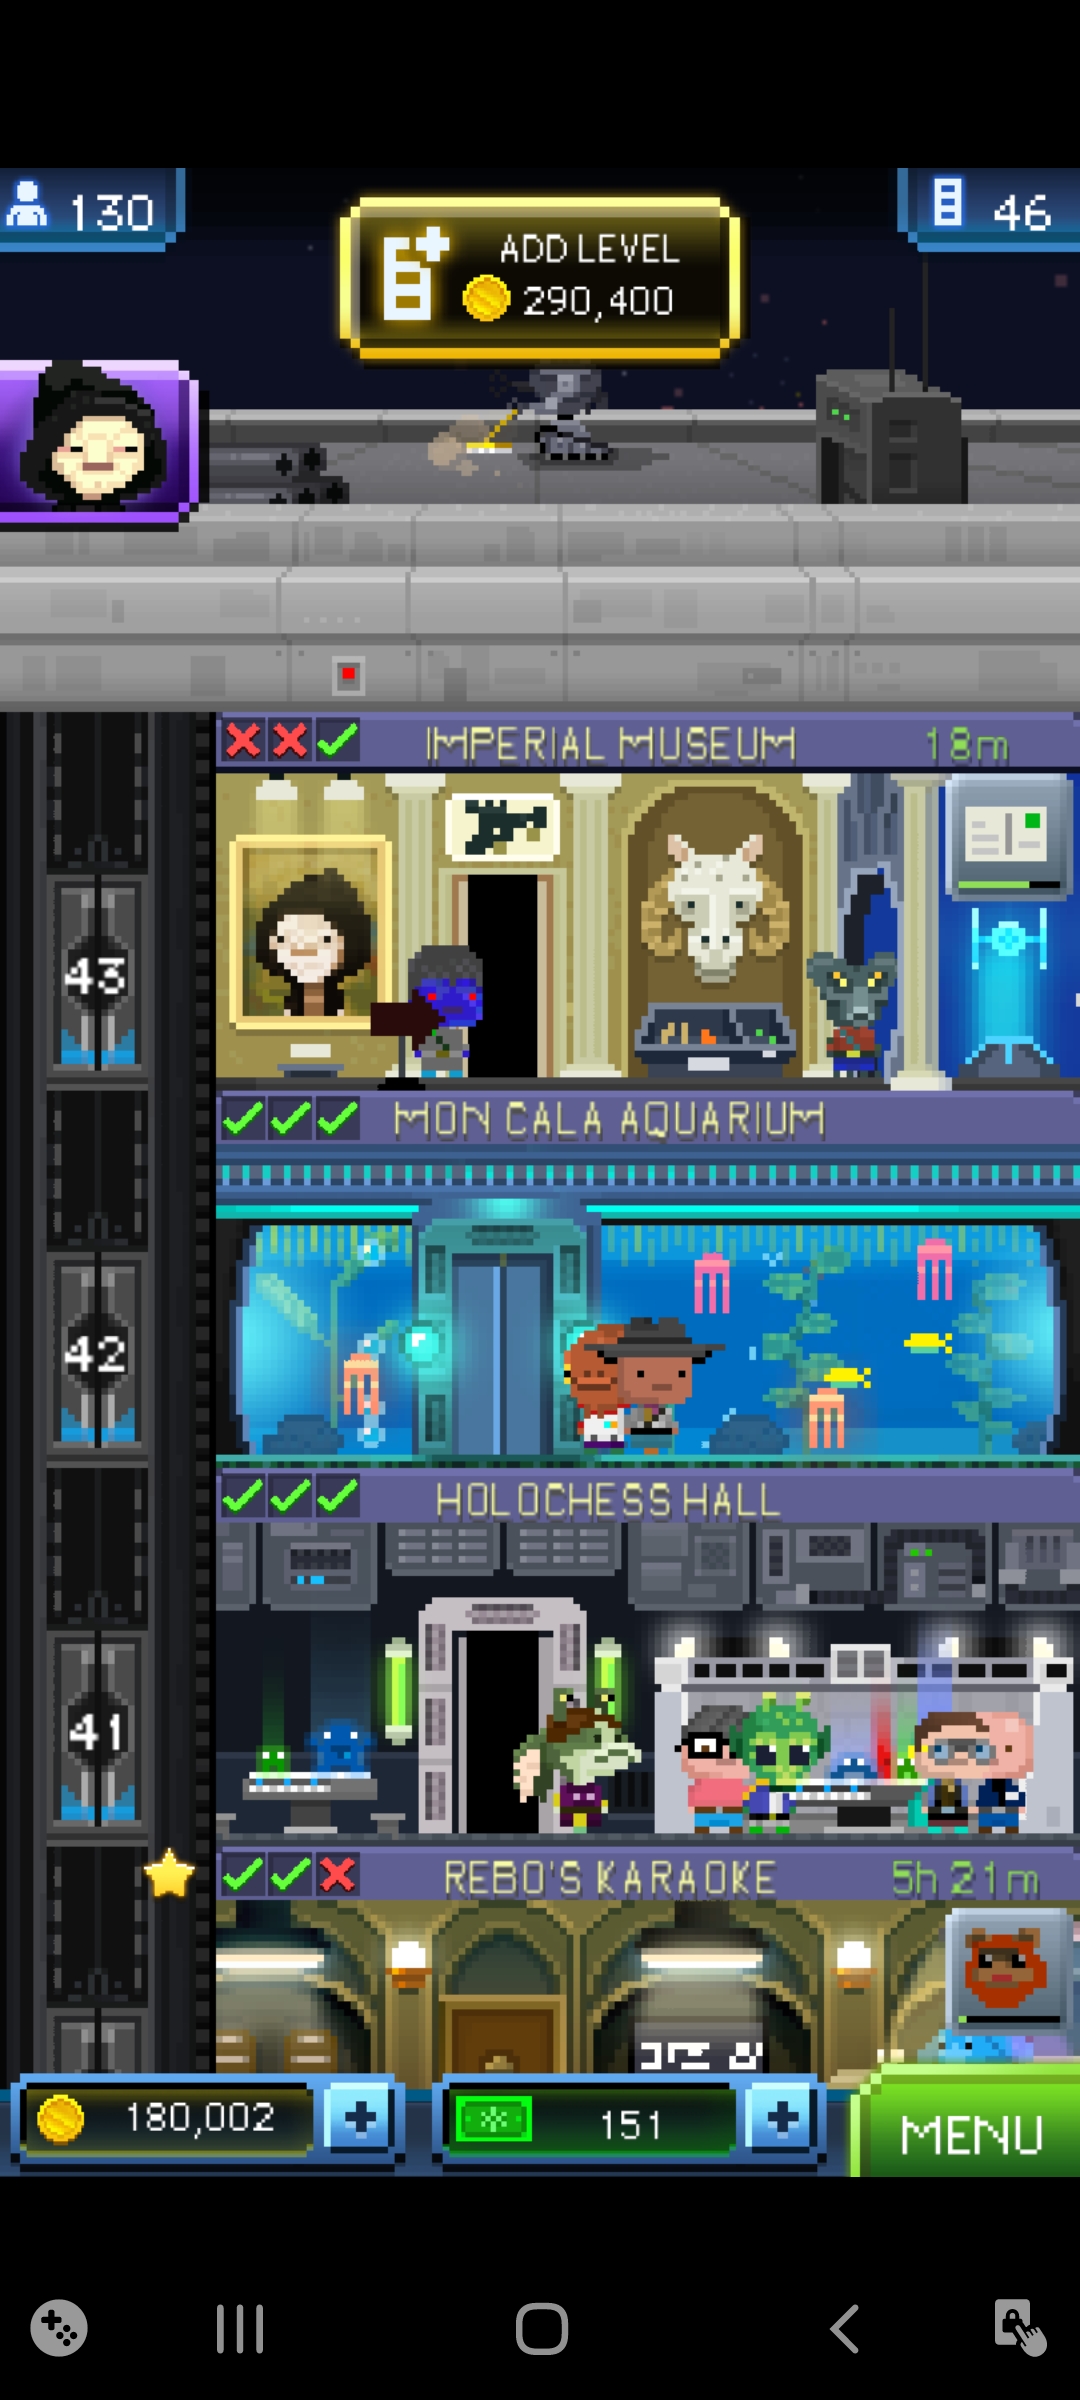 130
ADD LEVEL
290,400
46
IMPERIAL MUSEUM
18m
43
MON CALA AQUARIUM
42
HOLOCHESS HALL
41
REBO'S KARAOKE
5h 21m
180,002
151
MENU